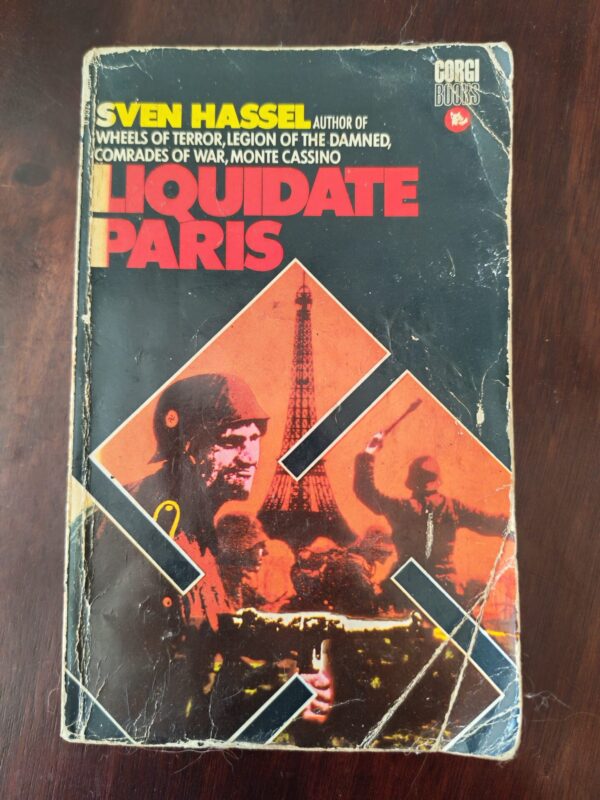 CORGI
BOOKS
SVEN HASSEL AUTHOR OF
WHEELS OF TERROR, LEGION OF THE DAMNED,
COMRADES OF WAR, MONTE CASSINO
LIQUIDATE
PARIS